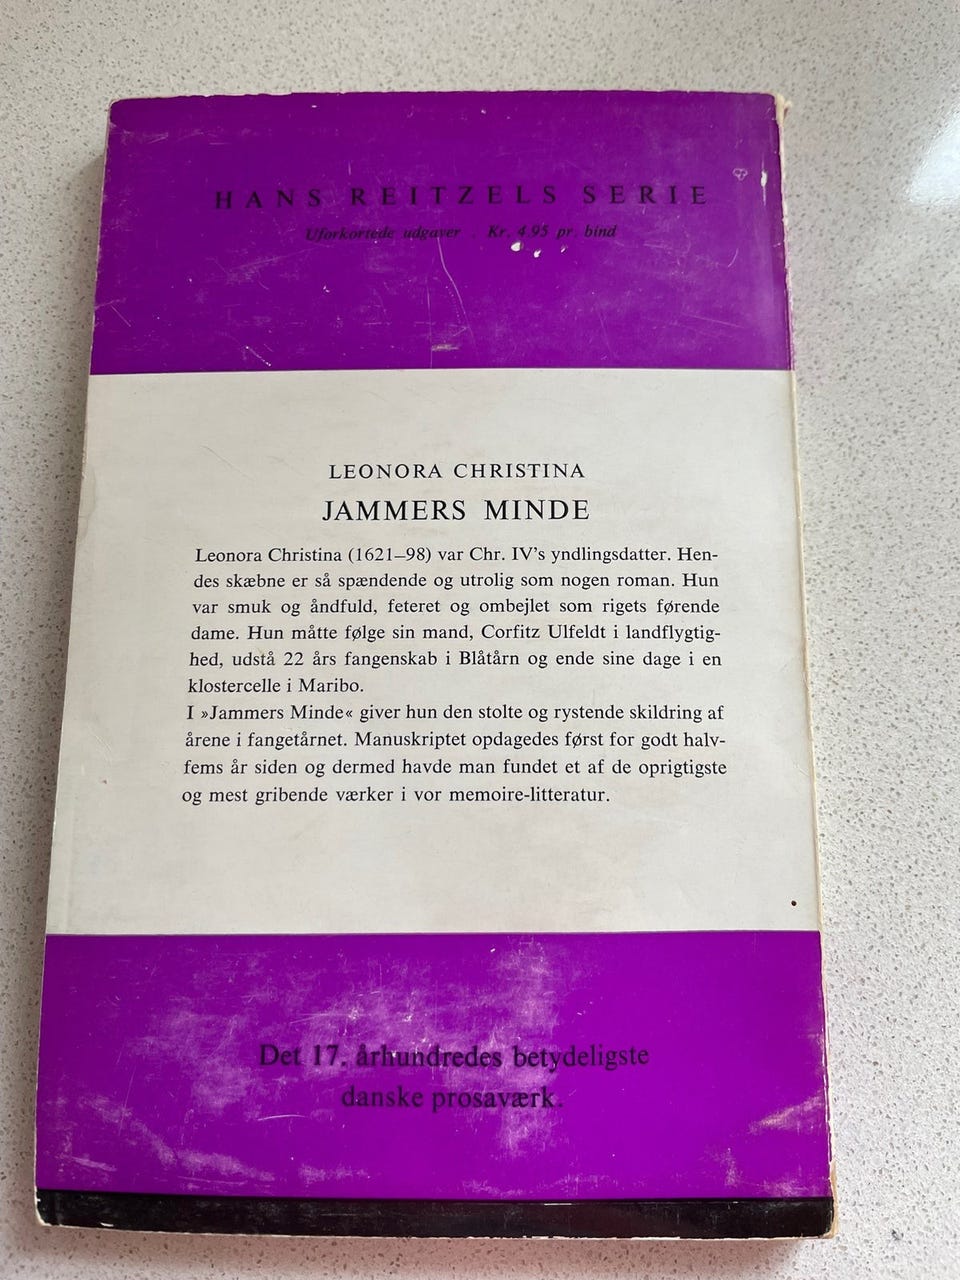 HANS REITZELS SERIE
Uforkortede udgaver . Kr. 4.95 pr. bind
LEONORA CHRISTINA
JAMMERS MINDE
Leonora Christina (1621–98) var Chr. IV's yndlingsdatter. Hen-
des skæbne er så spændende og utrolig som nogen roman. Hun
var smuk og åndfuld, feteret og ombejlet som rigets førende
dame. Hun måtte følge sin mand, Corfitz Ulfeldt i landflygtig-
hed, udstå 22 års fangenskab i Blåtårn og ende sine dage i en
klostercelle i Maribo.
I »Jammers Minde« giver hun den stolte og rystende skildring af
årene i fangetårnet. Manuskriptet opdagedes først for godt halv-
fems år siden og dermed havde man fundet et af de oprigtigste
og mest gribende værker i vor memoire-litteratur.
Det 17. århundredes betydeligste
danske prosaværk.